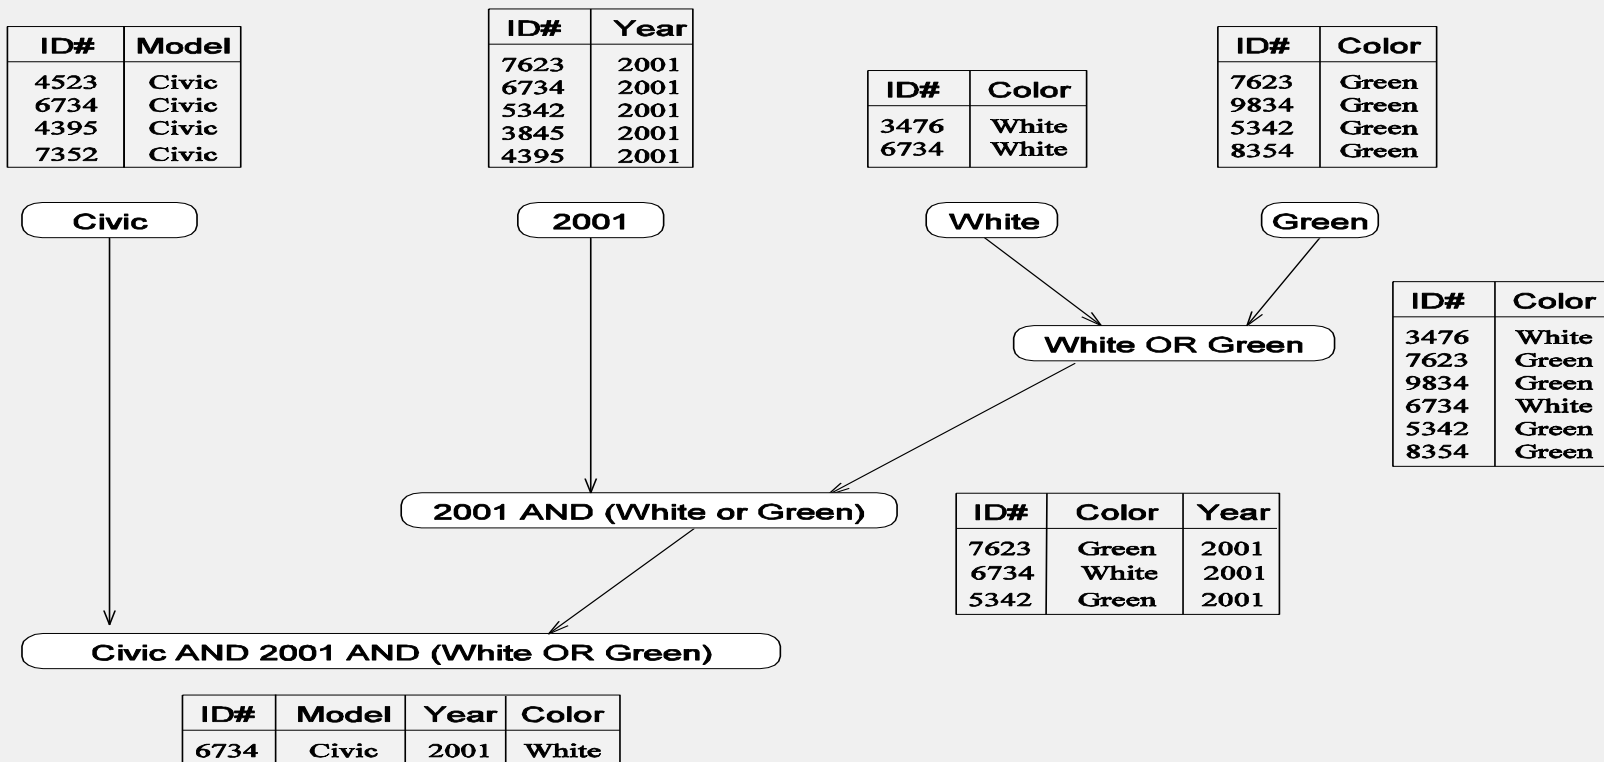 ID# Model
4523 Civic
6734 Civic
4395 Civic
7352 Civic
ID# Year
7623 2001
6734 2001
5342 2001
3845 2001
4395 2001
ID# Color
3476 White
6734 White
ID# Color
7623 Green
9834 Green
5342 Green
8354 Green
Civic
2001
White
Green
White OR Green
ID# Color
3476 White
7623 Green
9834 Green
6734 White
5342 Green
8354 Green
2001 AND (White or Green)
ID# Color Year
7623 Green 2001
6734 White 2001
5342 Green 2001
Civic AND 2001 AND (White OR Green)
ID# Model Year Color
6734 Civic 2001 White